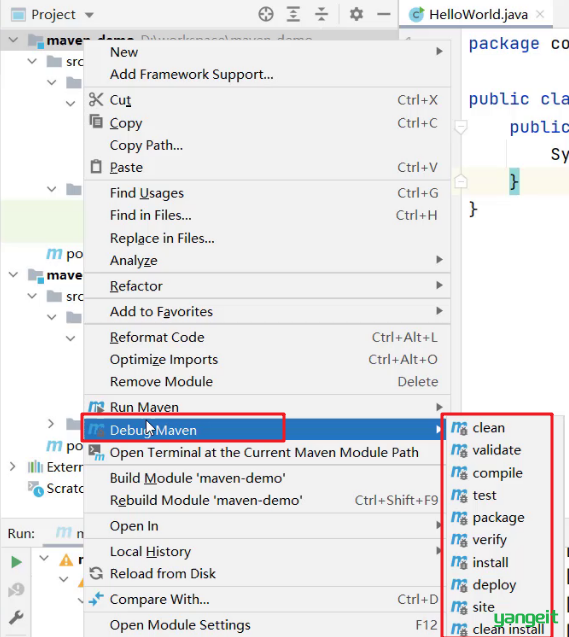 Project
HelloWorld.java
maven-demo D:\workspace\maven_demo
src
po
maven
src
po
Extern
Scratc
package co
public cla
public
Sy
}
}
New
Add Framework Support...
Cut Ctrl+X
Copy Ctrl+C
Copy Path...
Paste Ctrl+V
Find Usages Ctrl+G
Find in Files... Ctrl+H
Replace in Files...
Analyze
Refactor
Add to Favorites
Reformat Code Ctrl+Alt+L
Optimize Imports Ctrl+Alt+O
Remove Module Delete
Run Maven
Debug Maven
Open Terminal at the Current Maven Module Path
Build Module 'maven-demo'
Rebuild Module 'maven-demo' Ctrl+Shift+F9
Open In
Local History
Reload from Disk
Compare With... Ctrl+D
Open Module Settings F12
clean
validate
compile
test
package
verify
install
deploy
site
clean install
Run:
yangeit